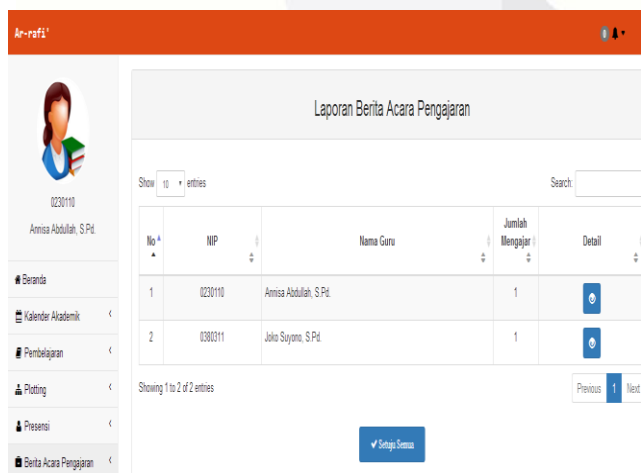 Ar-rafi'
0
0230110
Annisa Abdullah, S.Pd.
Beranda
Kalender Akademik
Pembelajaran
Plotting
Presensi
Berita Acara Pengajaran
Laporan Berita Acara Pengajaran
Show 10 entries
Search:
No NIP Nama Guru Jumlah Mengajar Detail
1 0230110 Annisa Abdullah, S.Pd. 1
2 0380311 Joko Suyono, S.Pd. 1
Showing 1 to 2 of 2 entries
Previous 1 Next
Setuju Semua